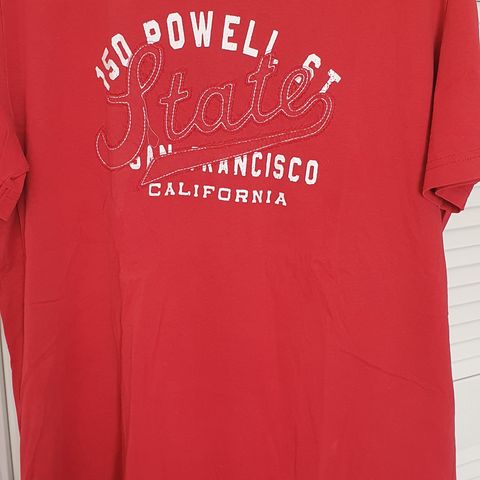 150 POWELL ST
State
SAN FRANCISCO
CALIFORNIA